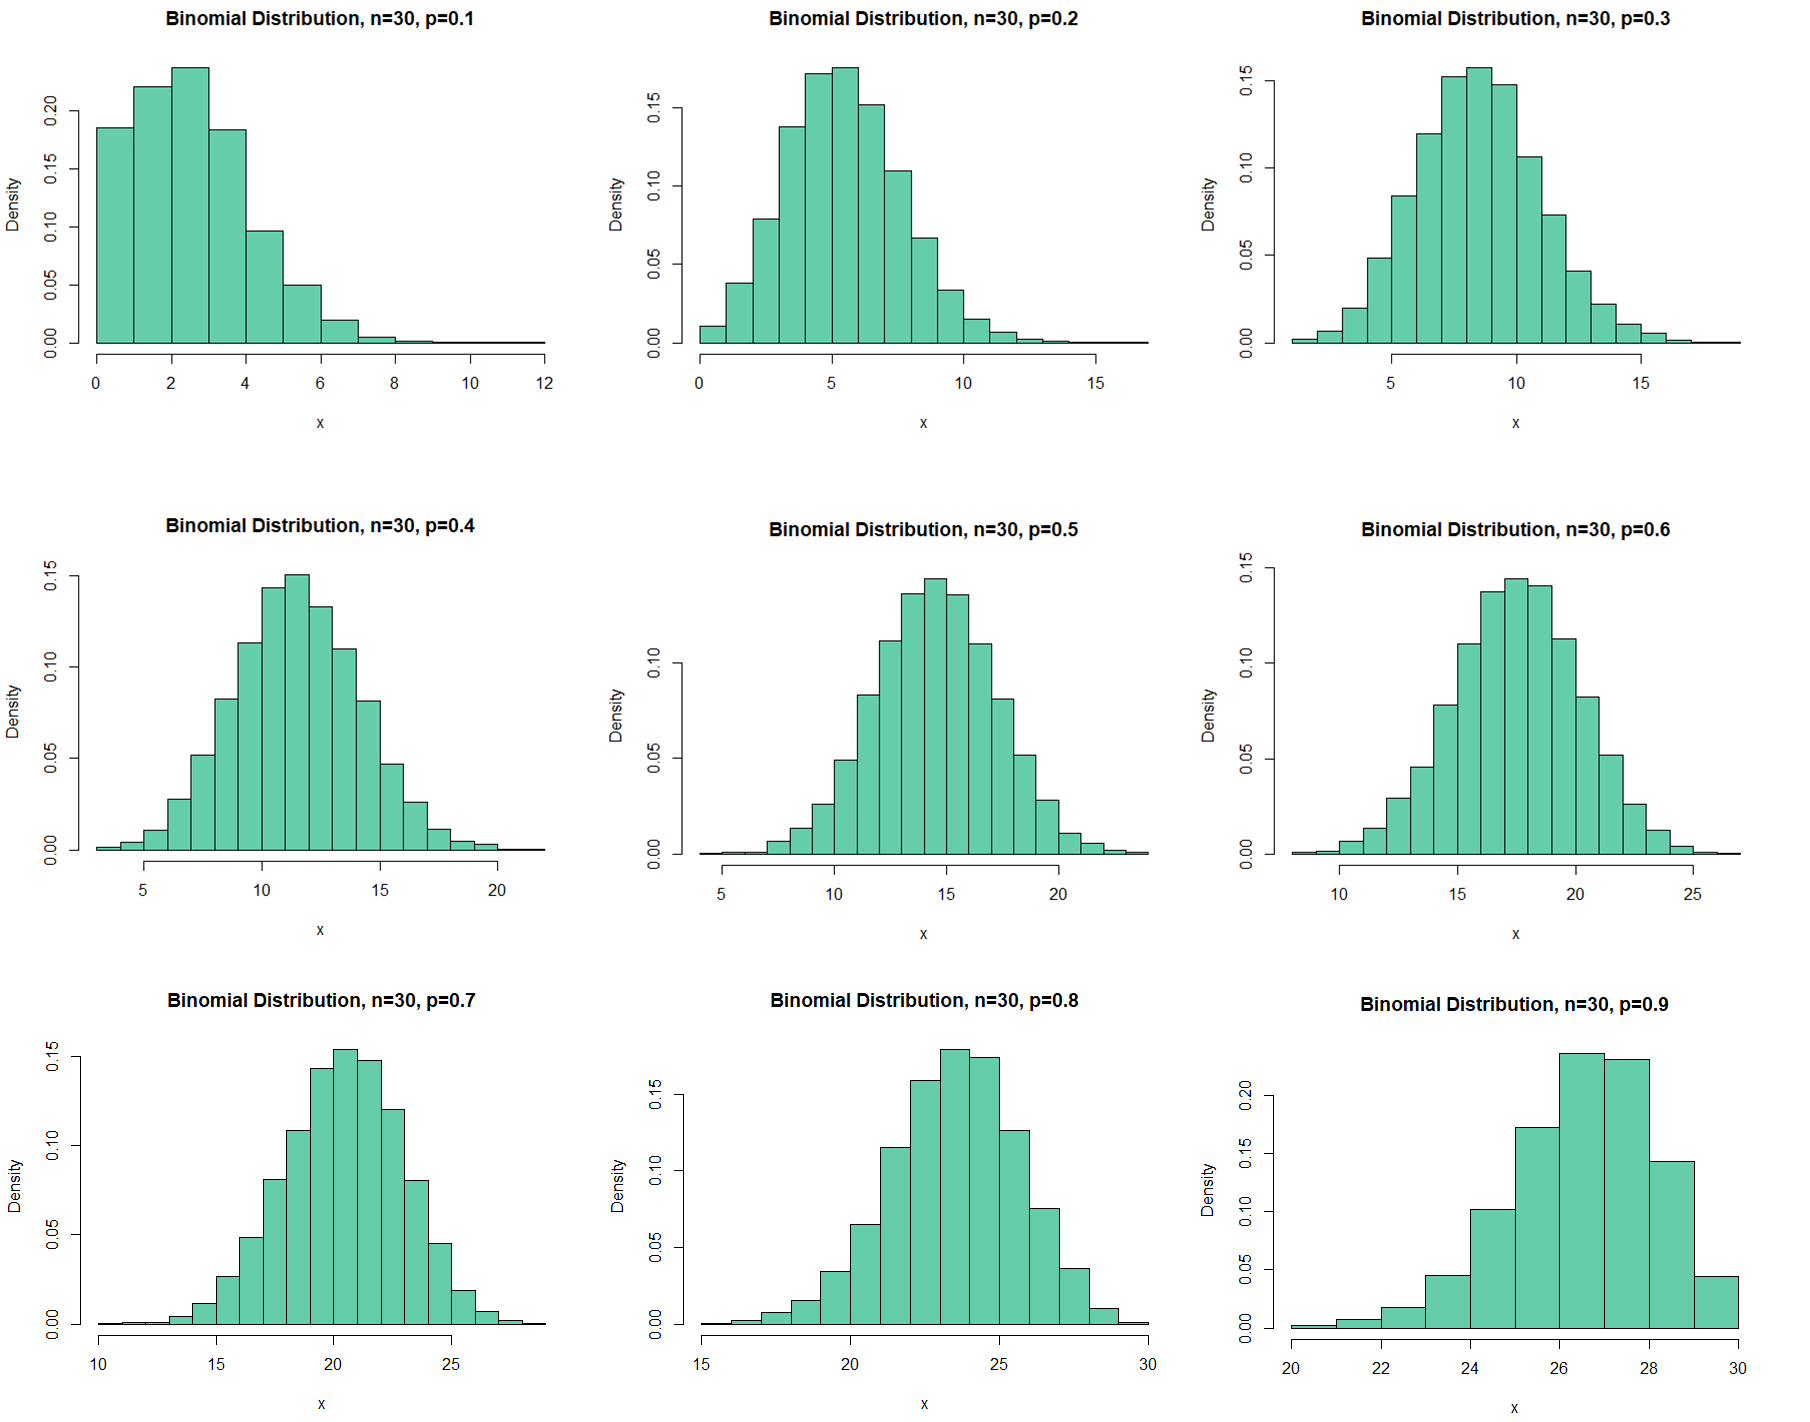 Binomial Distribution, n=30, p=0.1
Density
0.00 0.05 0.10 0.15 0.20
0 2 4 6 8 10 12
x
Binomial Distribution, n=30, p=0.2
Density
0.00 0.05 0.10 0.15
0 5 10 15
x
Binomial Distribution, n=30, p=0.3
Density
0.00 0.05 0.10 0.15
5 10 15
x
Binomial Distribution, n=30, p=0.4
Density
0.00 0.05 0.10 0.15
5 10 15 20
x
Binomial Distribution, n=30, p=0.5
Density
0.00 0.05 0.10
5 10 15 20
x
Binomial Distribution, n=30, p=0.6
Density
0.00 0.05 0.10 0.15
10 15 20 25
x
Binomial Distribution, n=30, p=0.7
Density
0.00 0.05 0.10 0.15
10 15 20 25
x
Binomial Distribution, n=30, p=0.8
Density
0.00 0.05 0.10 0.15
15 20 25 30
x
Binomial Distribution, n=30, p=0.9
Density
0.00 0.05 0.10 0.15 0.20
20 22 24 26 28 30
x